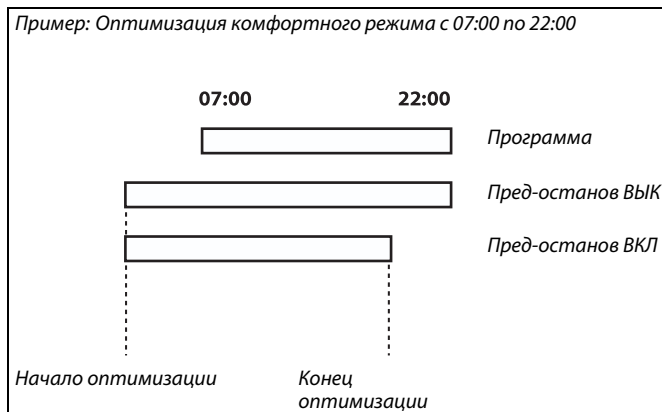 Пример: Оптимизация комфортного режима с 07:00 по 22:00
07:00 22:00
Программа
Пред-останов ВЫК
Пред-останов ВКЛ
Начало оптимизации Конец
оптимизации